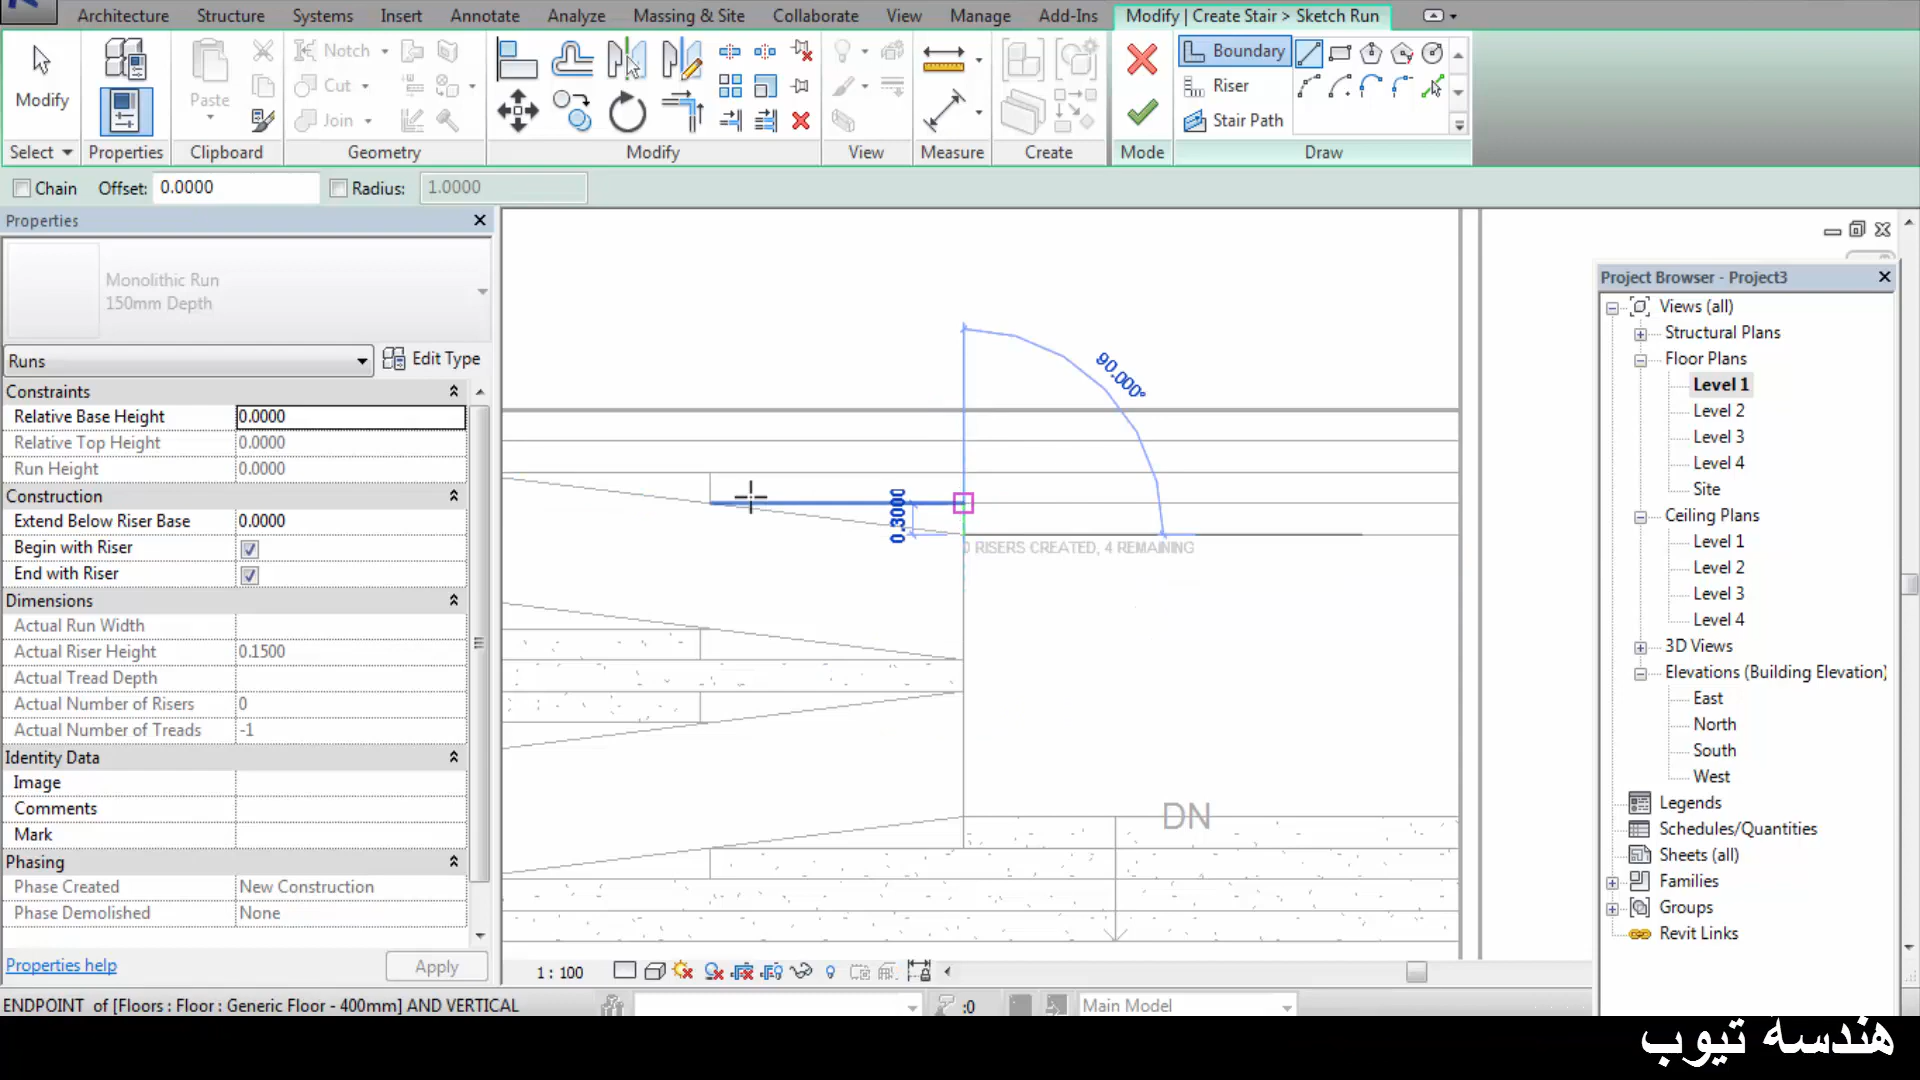 Architecture Structure Systems Insert Annotate Analyze Massing & Site Collaborate View Manage Add-Ins Modify | Create Stair > Sketch Run
Modify Paste Notch Cut Join Boundary Riser Stair Path
Select Properties Clipboard Geometry Modify View Measure Create Mode Draw
Chain Offset: 0.0000 Radius: 1.0000
Properties
Monolithic Run
150mm Depth
Runs Edit Type
Constraints
Relative Base Height 0.0000
Relative Top Height 0.0000
Run Height 0.0000
Construction
Extend Below Riser Base 0.0000
Begin with Riser
End with Riser
Dimensions
Actual Run Width
Actual Riser Height 0.1500
Actual Tread Depth
Actual Number of Risers 0
Actual Number of Treads -1
Identity Data
Image
Comments
Mark
Phasing
Phase Created New Construction
Phase Demolished None
Properties help Apply
90.000°
0.3000
0 RISERS CREATED, 4 REMAINING
DN
1 : 100
Project Browser - Project3
Views (all)
Structural Plans
Floor Plans
Level 1
Level 2
Level 3
Level 4
Site
Ceiling Plans
Level 1
Level 2
Level 3
Level 4
3D Views
Elevations (Building Elevation)
East
North
South
West
Legends
Schedules/Quantities
Sheets (all)
Families
Groups
Revit Links
ENDPOINT of [Floors : Floor : Generic Floor - 400mm] AND VERTICAL :0 Main Model
هندسة تيوب